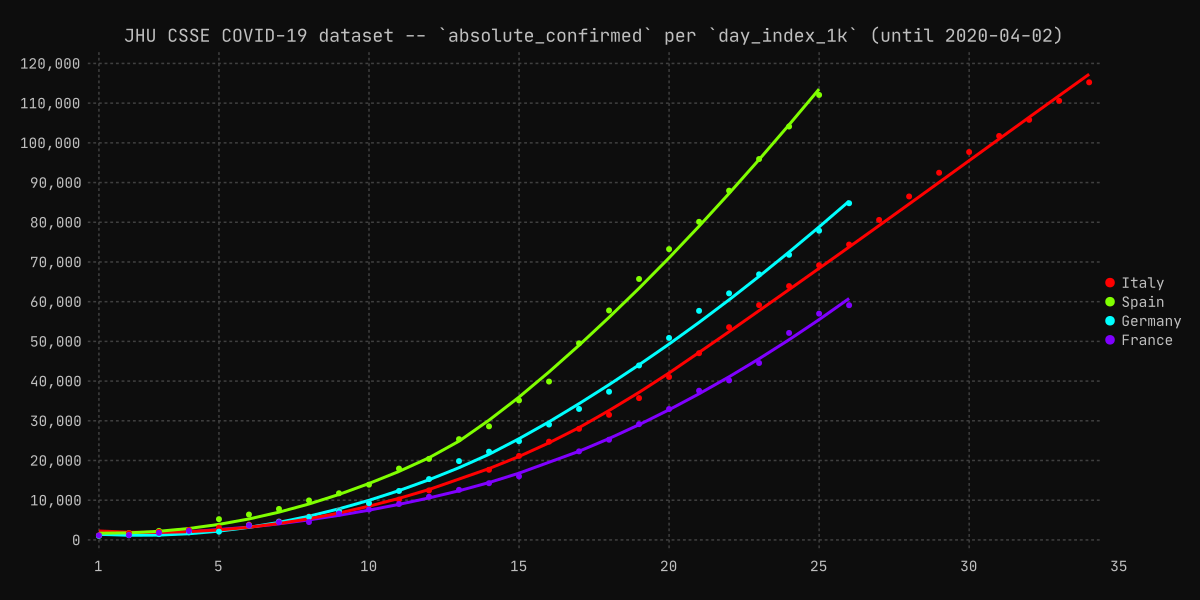 JHU CSSE COVID-19 dataset -- `absolute_confirmed` per `day_index_1k` (until 2020-04-02)
120,000
110,000
100,000
90,000
80,000
70,000
60,000
50,000
40,000
30,000
20,000
10,000
0
1 5 10 15 20 25 30 35
Italy
Spain
Germany
France